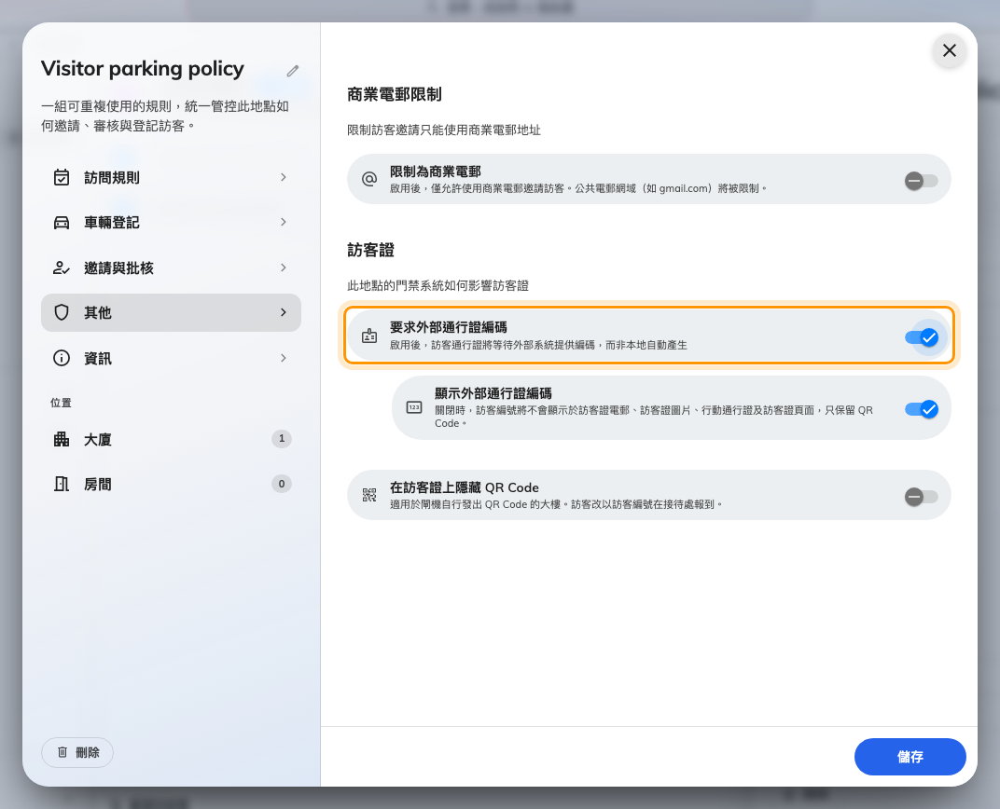 Visitor parking policy
一組可重複使用的規則，統一管控此地點如
何邀請、審核與登記訪客。
訪問規則
車輛登記
邀請與批核
其他
資訊
位置
大廈
1
房間
0
刪除
商業電郵限制
限制訪客邀請只能使用商業電郵地址
限制為商業電郵
啟用後，僅允許使用商業電郵邀請訪客。公共電郵網域（如 gmail.com）將被限制。
訪客證
此地點的門禁系統如何影響訪客證
要求外部通行證編碼
啟用後，訪客通行證將等待外部系統提供編碼，而非本地自動產生
123
顯示外部通行證編碼
關閉時，訪客編號將不會顯示於訪客證電郵、訪客證圖片、行動通行證及訪客證頁面，只保留 QR
Code。
在訪客證上隱藏 QR Code
適用於閘機自行發出 QR Code 的大樓。訪客改以訪客編號在接待處報到。
儲存